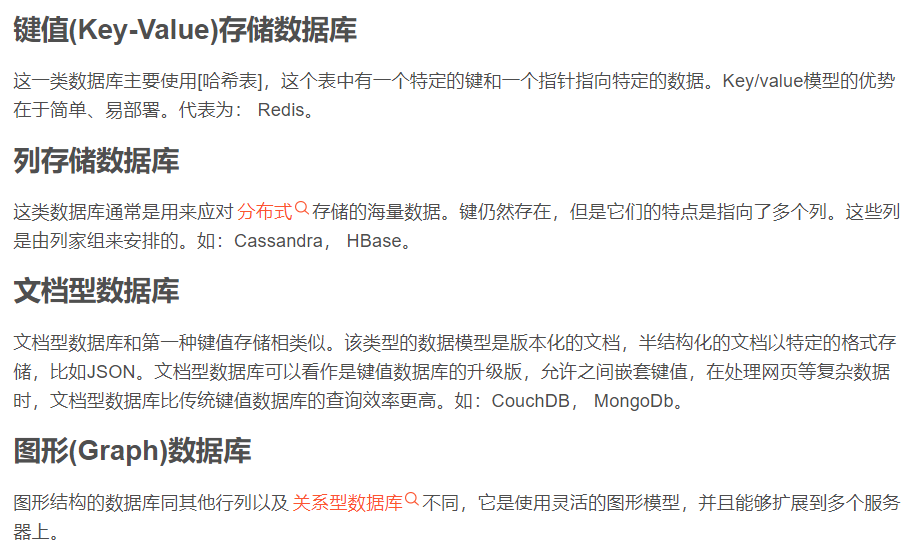 键值(Key-Value)存储数据库
这一类数据库主要使用[哈希表]，这个表中有一个特定的键和一个指针指向特定的数据。Key/value模型的优势
在于简单、易部署。代表为： Redis。
列存储数据库
这类数据库通常是用来应对分布式存储的海量数据。键仍然存在，但是它们的特点是指向了多个列。这些列
是由列家组来安排的。如：Cassandra， HBase。
文档型数据库
文档型数据库和第一种键值存储相类似。该类型的数据模型是版本化的文档，半结构化的文档以特定的格式存
储，比如JSON。文档型数据库可以看作是键值数据库的升级版，允许之间嵌套键值，在处理网页等复杂数据
时，文档型数据库比传统键值数据库的查询效率更高。如：CouchDB， MongoDb。
图形(Graph)数据库
图形结构的数据库同其他行列以及关系型数据库不同，它是使用灵活的图形模型，并且能够扩展到多个服务
器上。